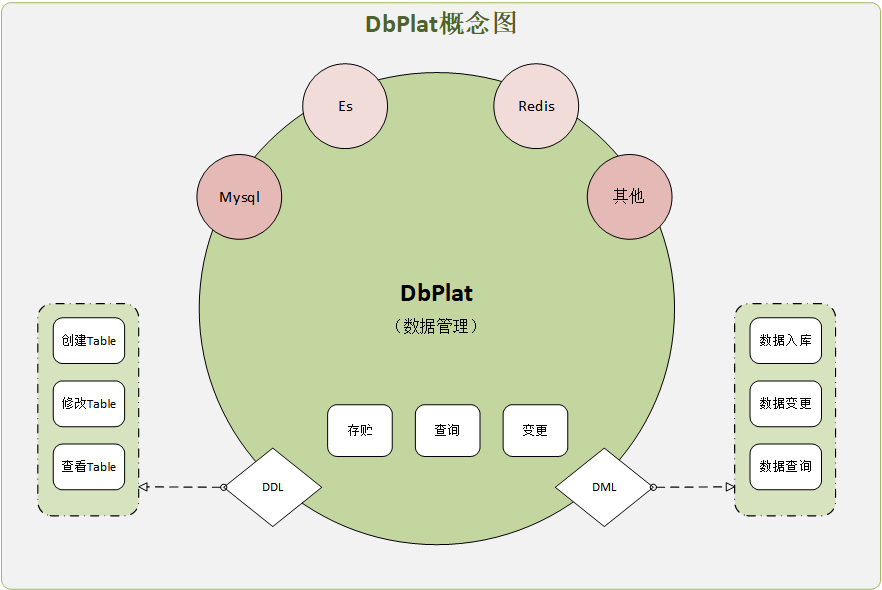 DbPlat概念图
Es
Redis
Mysql
其他
DbPlat
（数据管理）
创建Table
修改Table
查看Table
数据入库
数据变更
数据查询
存贮
查询
变更
DDL
DML